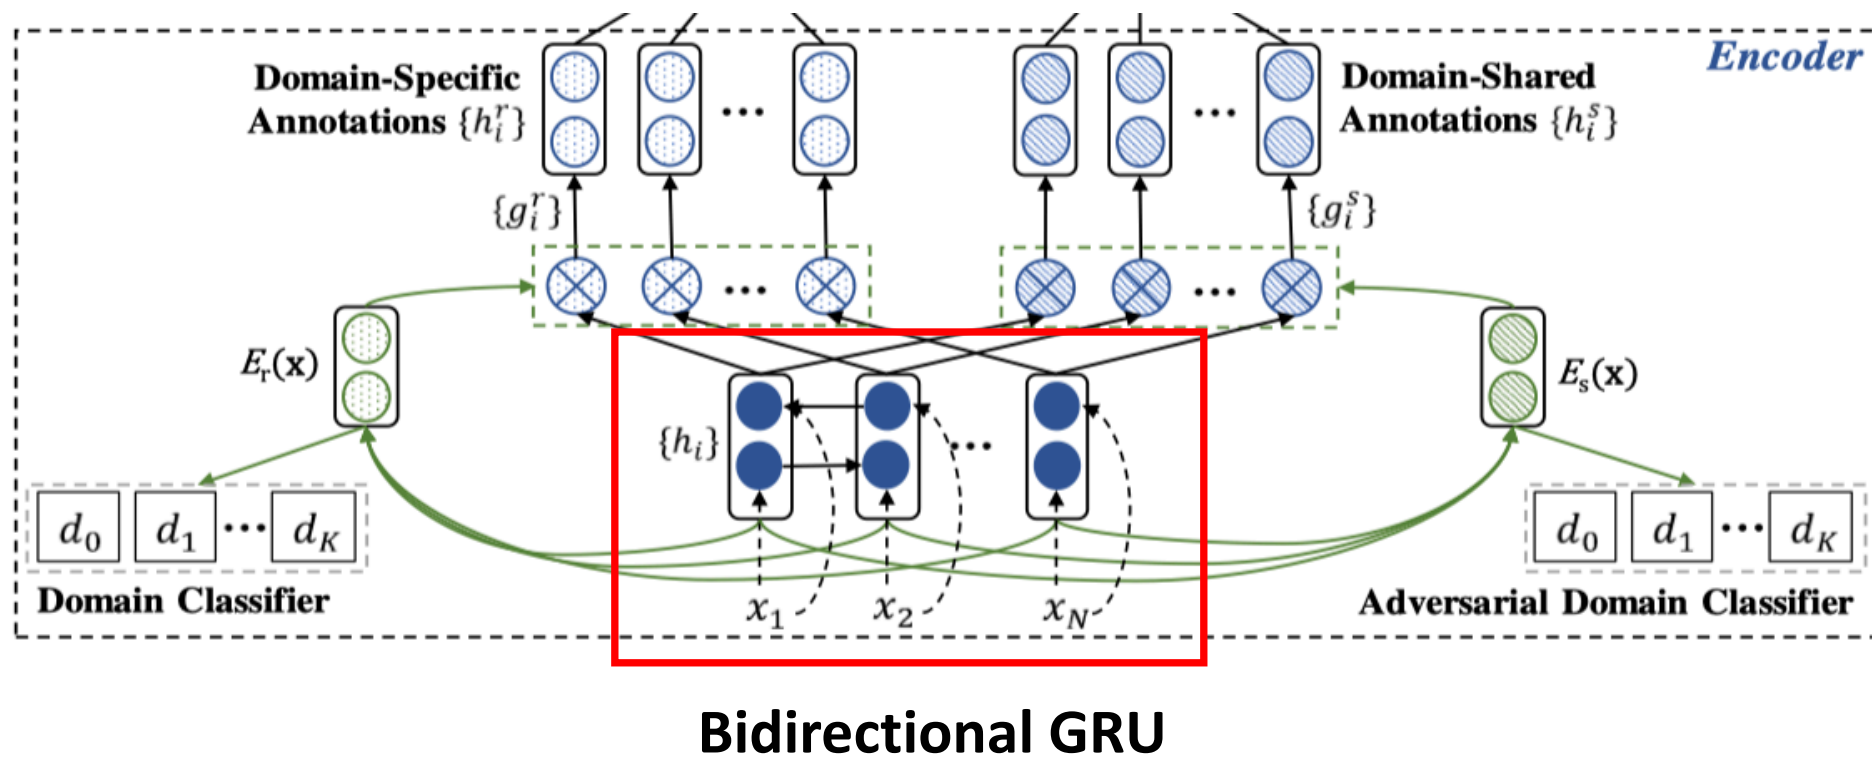 Encoder
Domain-Specific
Annotations {h_i^r}
Domain-Shared
Annotations {h_i^s}
...
...
{g_i^r}
{g_i^s}
...
...
E_r(x)
E_s(x)
{h_i}
...
d_0 d_1 ... d_K
d_0 d_1 ... d_K
Domain Classifier
x_1 x_2 x_N
Adversarial Domain Classifier
Bidirectional GRU